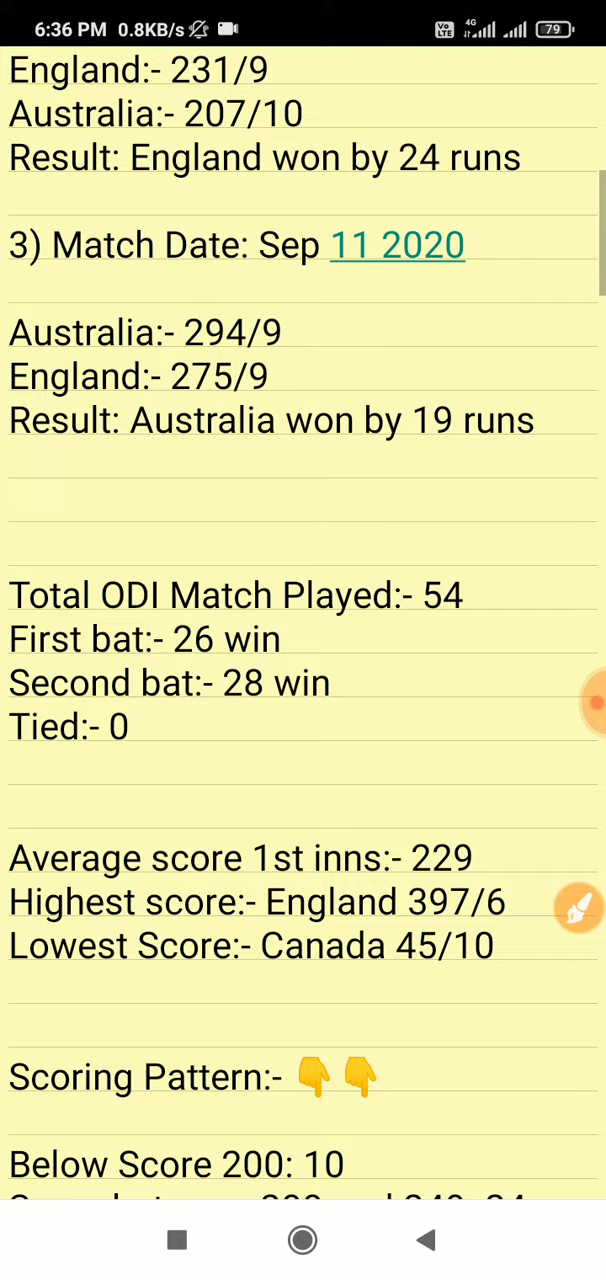 6:36 PM 0.8KB/s Vo LTE 4G 79
England:- 231/9
Australia:- 207/10
Result: England won by 24 runs
3) Match Date: Sep 11 2020
Australia:- 294/9
England:- 275/9
Result: Australia won by 19 runs
Total ODI Match Played:- 54
First bat:- 26 win
Second bat:- 28 win
Tied:- 0
Average score 1st inns:- 229
Highest score:- England 397/6
Lowest Score:- Canada 45/10
Scoring Pattern:- 👇👇
Below Score 200: 10